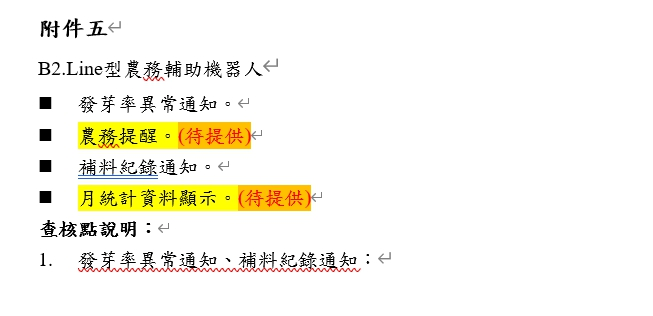 附件五
B2.Line型農務輔助機器人
■ 發芽率異常通知。
■ 農務提醒。(待提供)
■ 補料紀錄通知。
■ 月統計資料顯示。(待提供)
查核點說明：
1. 發芽率異常通知、補料紀錄通知：